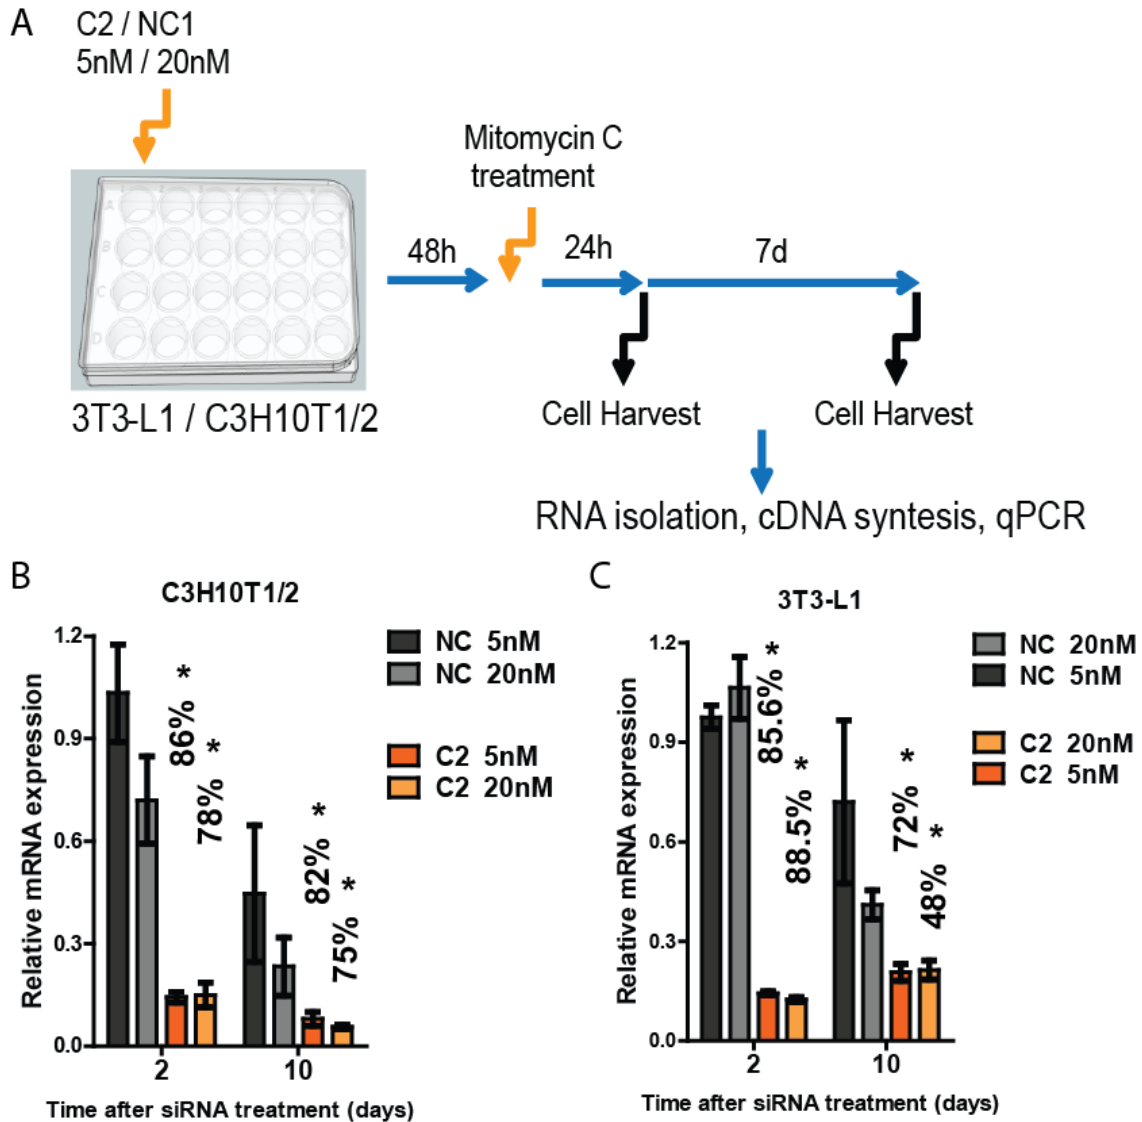 A
C2 / NC1
5nM / 20nM
Mitomycin C
treatment
48h
24h
7d
3T3-L1 / C3H10T1/2
Cell Harvest
Cell Harvest
RNA isolation, cDNA syntesis, qPCR
B
C3H10T1/2
Relative mRNA expression
1.2
0.9
0.6
0.3
0.0
86% *
78% *
82% *
75% *
2
10
Time after siRNA treatment (days)
NC 5nM
NC 20nM
C2 5nM
C2 20nM
C
3T3-L1
Relative mRNA expression
1.2
0.9
0.6
0.3
0.0
85.6% *
88.5% *
72% *
48% *
2
10
Time after siRNA treatment (days)
NC 20nM
NC 5nM
C2 20nM
C2 5nM